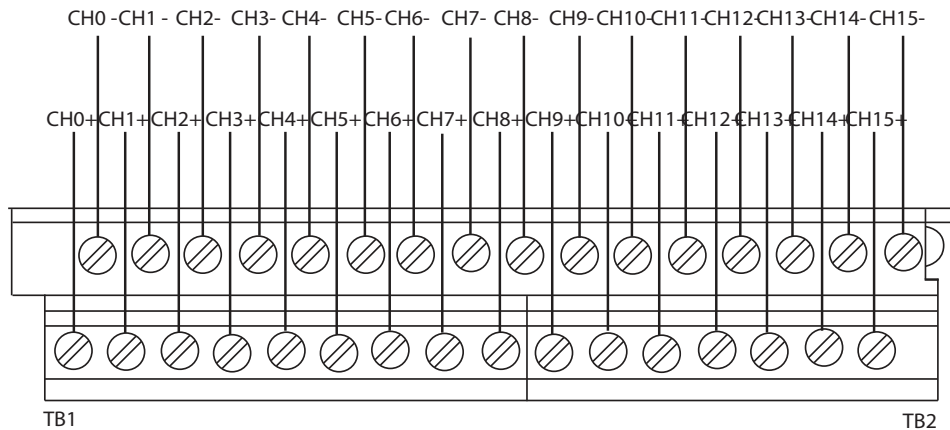 CH0 - CH1 - CH2- CH3- CH4- CH5- CH6- CH7- CH8- CH9- CH10- CH11- CH12- CH13- CH14- CH15-
CH0+ CH1+ CH2+ CH3+ CH4+ CH5+ CH6+ CH7+ CH8+ CH9+ CH10+ CH11+ CH12+ CH13+ CH14+ CH15+
TB1 TB2